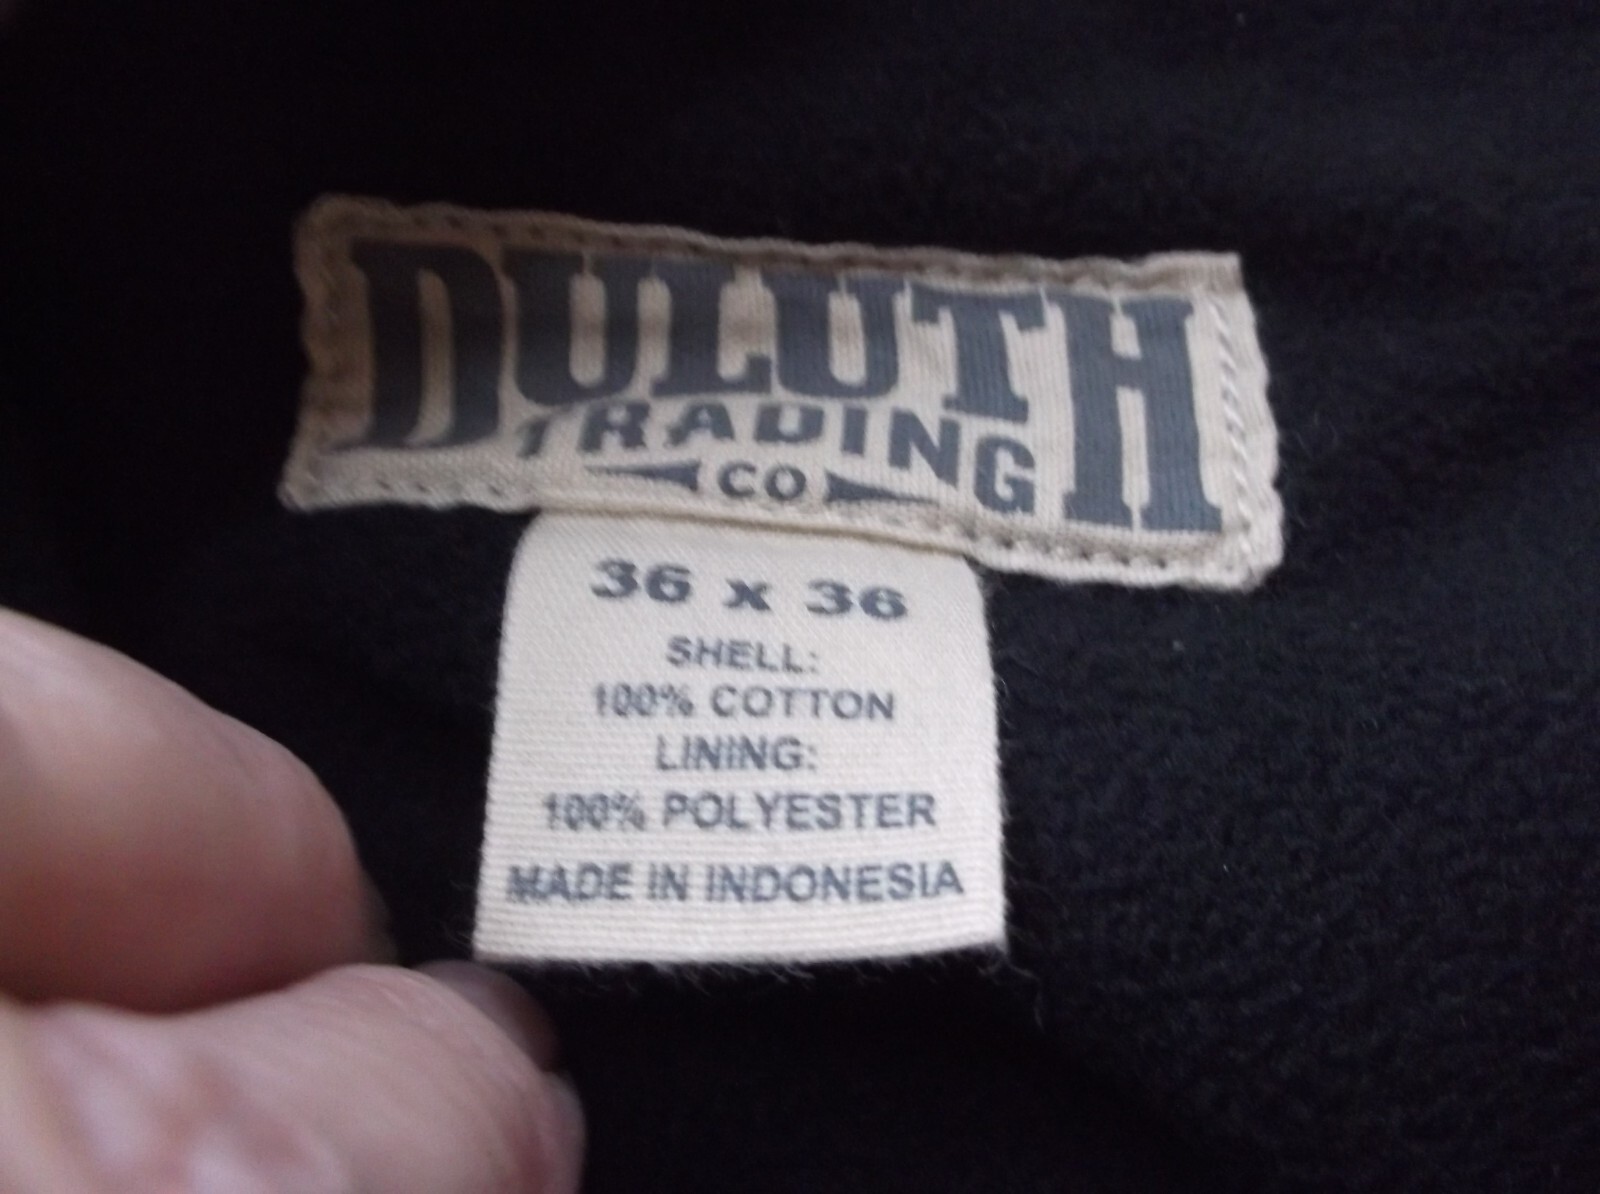 DULUTH
TRADING
CO
36 x 36
SHELL:
100% COTTON
LINING:
100% POLYESTER
MADE IN INDONESIA